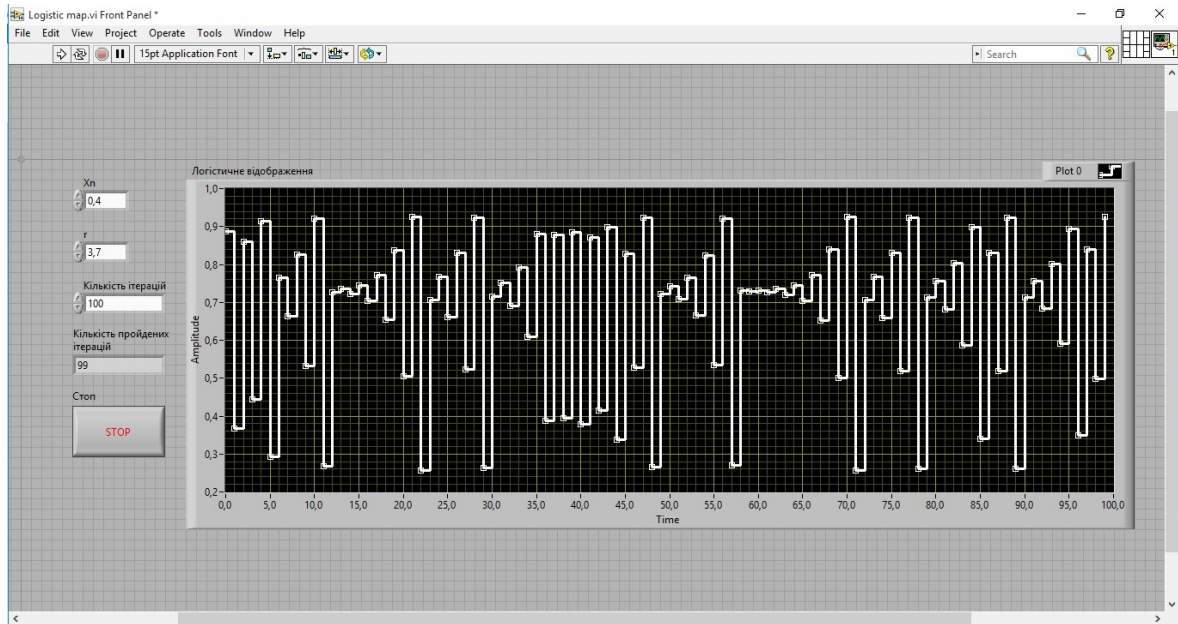 Logistic map.vi Front Panel *
File Edit View Project Operate Tools Window Help
15pt Application Font
Search
1
Логістичне відображення
Plot 0
Xn
0,4
r
3,7
Кількість ітерацій
100
Кількість пройдених
ітерацій
99
Стоп
STOP
Amplitude
1,0
0,9
0,8
0,7
0,6
0,5
0,4
0,3
0,2
0,0 5,0 10,0 15,0 20,0 25,0 30,0 35,0 40,0 45,0 50,0 55,0 60,0 65,0 70,0 75,0 80,0 85,0 90,0 95,0 100,0
Time